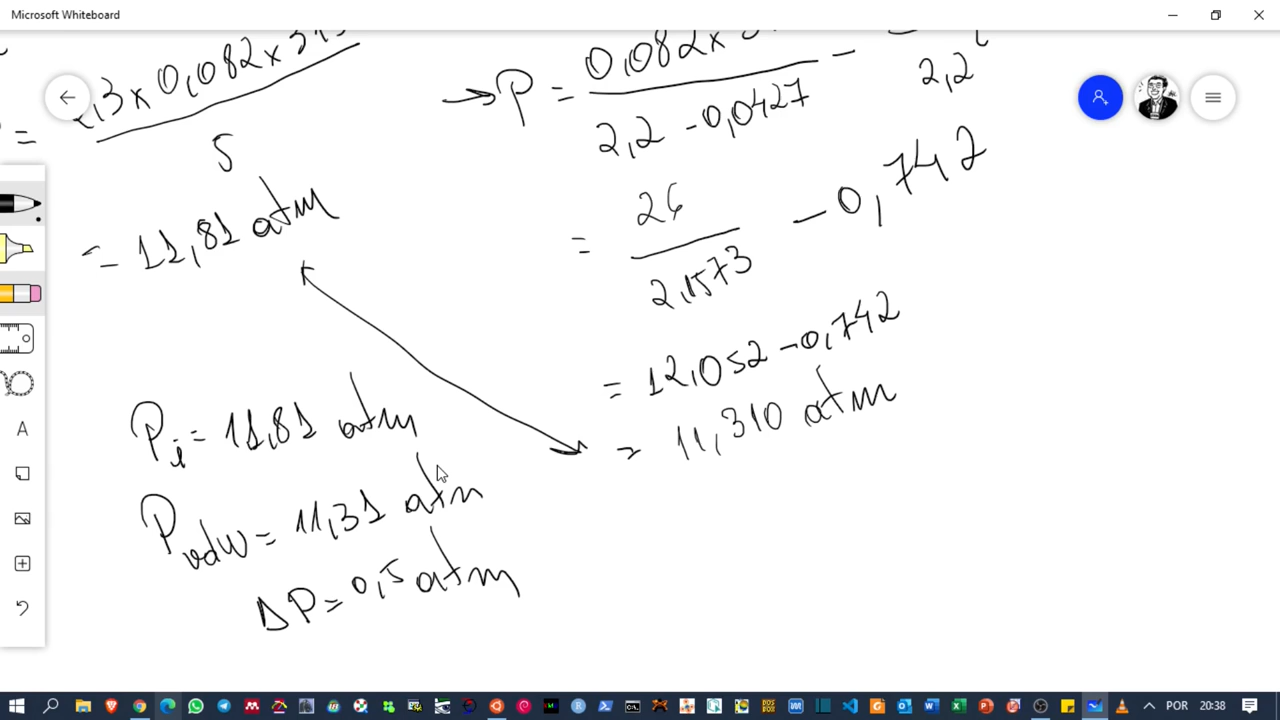 Microsoft Whiteboard
,3 x 0,082 x
=
5
= 11,81 atm
→ P =
0,082 x
2,2 - 0,0427
-
2,2
=
26
2,1573
- 0,742
= 12,052 - 0,742
= 11,310 atm
Pi = 11,81 atm
Pvdw = 11,31 atm
ΔP = 0,5 atm
A
POR
20:38